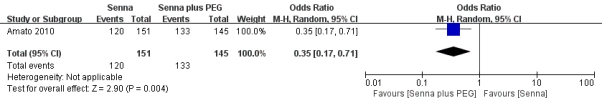 Senna Senna plus PEG Odds Ratio Odds Ratio
Study or Subgroup Events Total Events Total Weight M-H, Random, 95% CI M-H, Random, 95% CI
Amato 2010 120 151 133 145 100.0% 0.35 [0.17, 0.71]
Total (95% CI) 151 145 100.0% 0.35 [0.17, 0.71]
Total events 120 133
Heterogeneity: Not applicable
Test for overall effect: Z = 2.90 (P = 0.004)
0.01 0.1 1 10 100
Favours [Senna plus PEG] Favours [Senna]